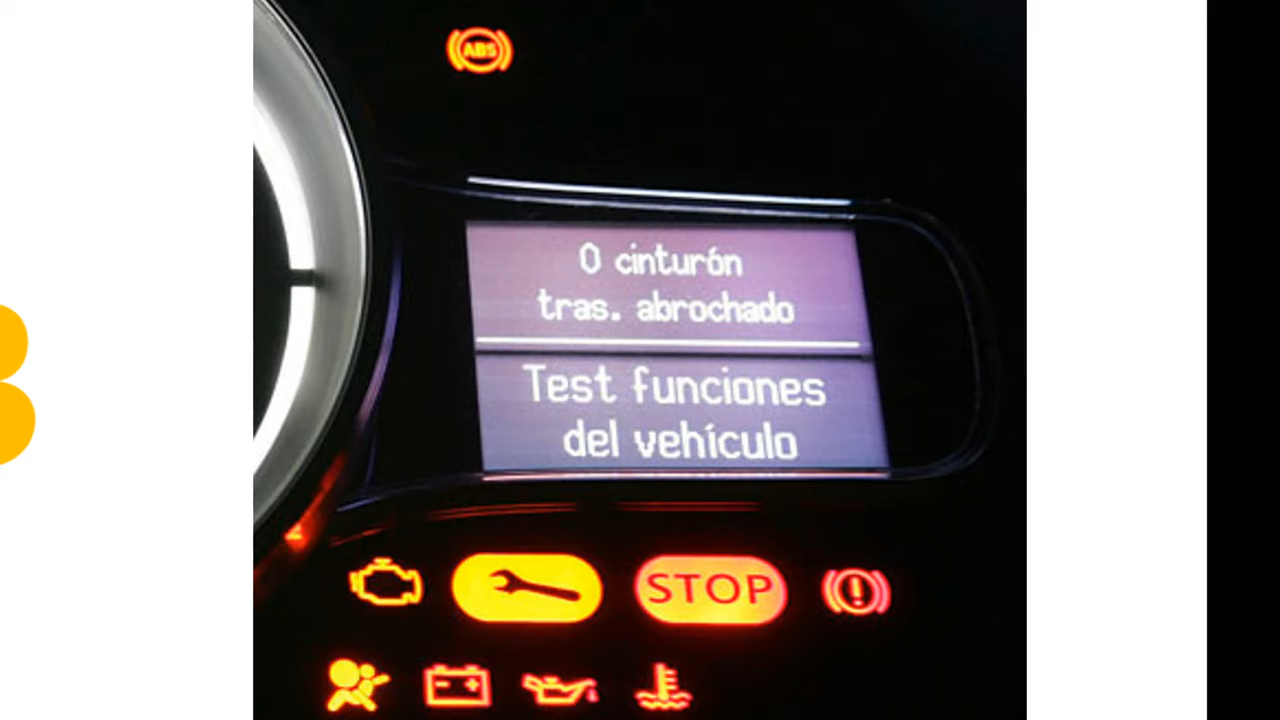 ABS
0 cinturón
tras. abrochado
Test funciones
del vehículo
STOP